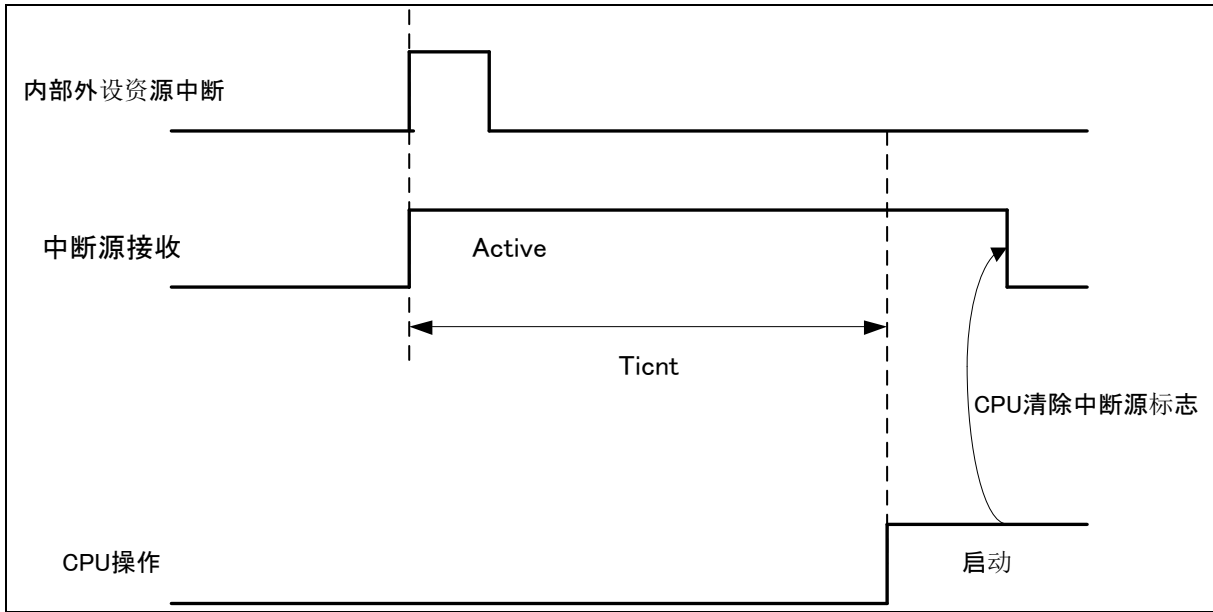 内部外设资源中断
中断源接收
Active
Ticnt
CPU清除中断源标志
CPU操作
启动